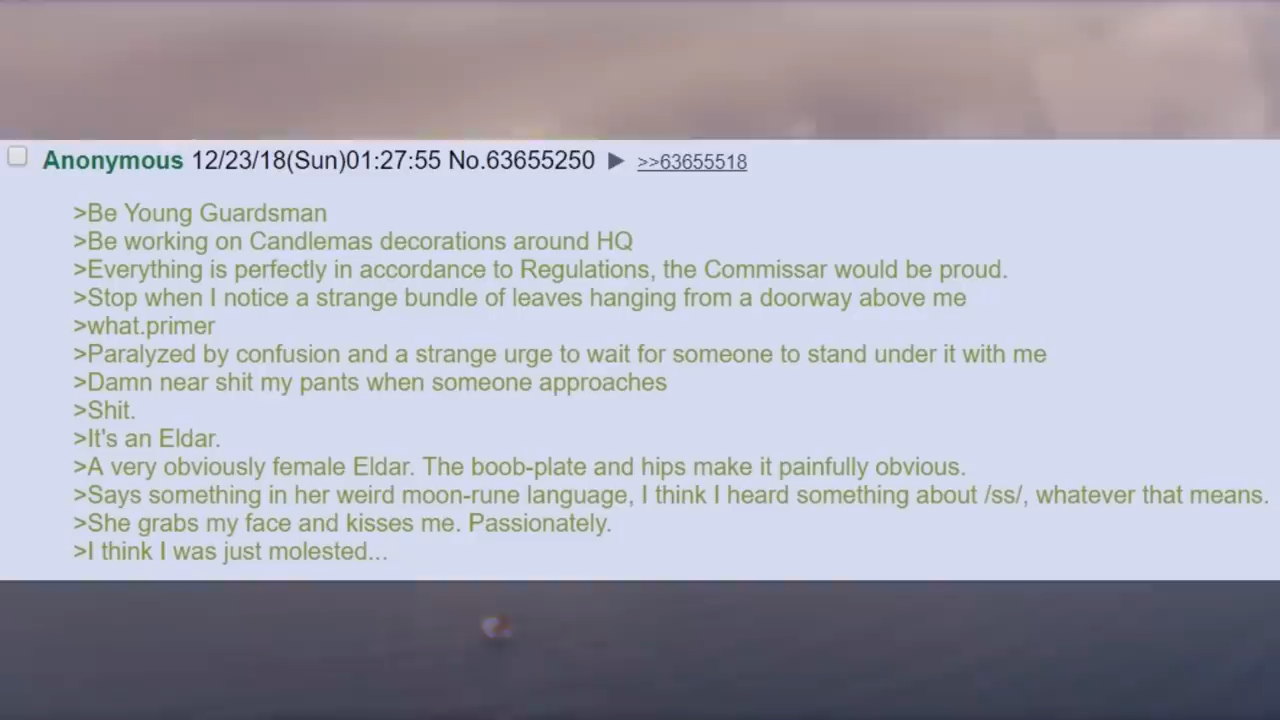 Anonymous 12/23/18(Sun)01:27:55 No.63655250 ▶ >>63655518
>Be Young Guardsman
>Be working on Candlemas decorations around HQ
>Everything is perfectly in accordance to Regulations, the Commissar would be proud.
>Stop when I notice a strange bundle of leaves hanging from a doorway above me
>what.primer
>Paralyzed by confusion and a strange urge to wait for someone to stand under it with me
>Damn near shit my pants when someone approaches
>Shit.
>It's an Eldar.
>A very obviously female Eldar. The boob-plate and hips make it painfully obvious.
>Says something in her weird moon-rune language, I think I heard something about /ss/, whatever that means.
>She grabs my face and kisses me. Passionately.
>I think I was just molested...